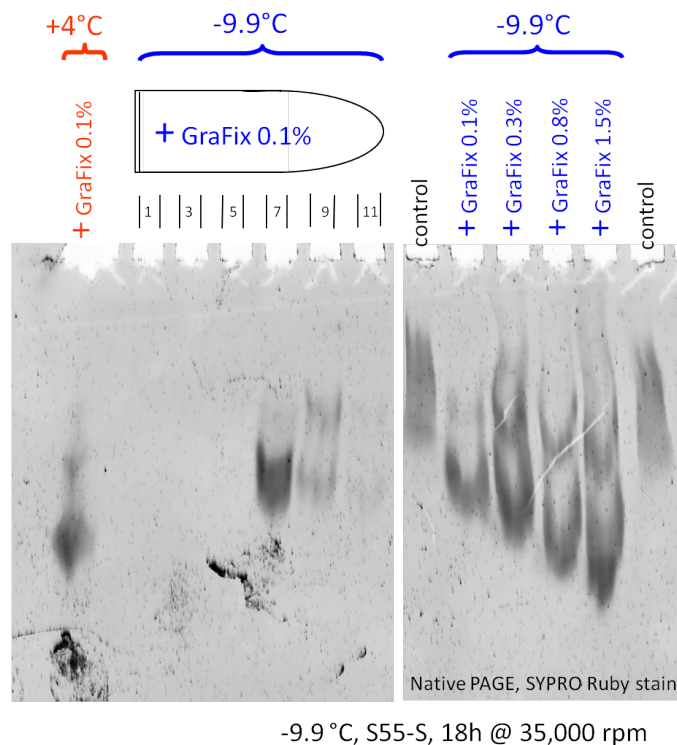 +4°C
-9.9°C
-9.9°C
+ GraFix 0.1%
+ GraFix 0.1%
1 3 5 7 9 11
control
+ GraFix 0.1%
+ GraFix 0.3%
+ GraFix 0.8%
+ GraFix 1.5%
control
Native PAGE, SYPRO Ruby stain
-9.9 °C, S55-S, 18h @ 35,000 rpm